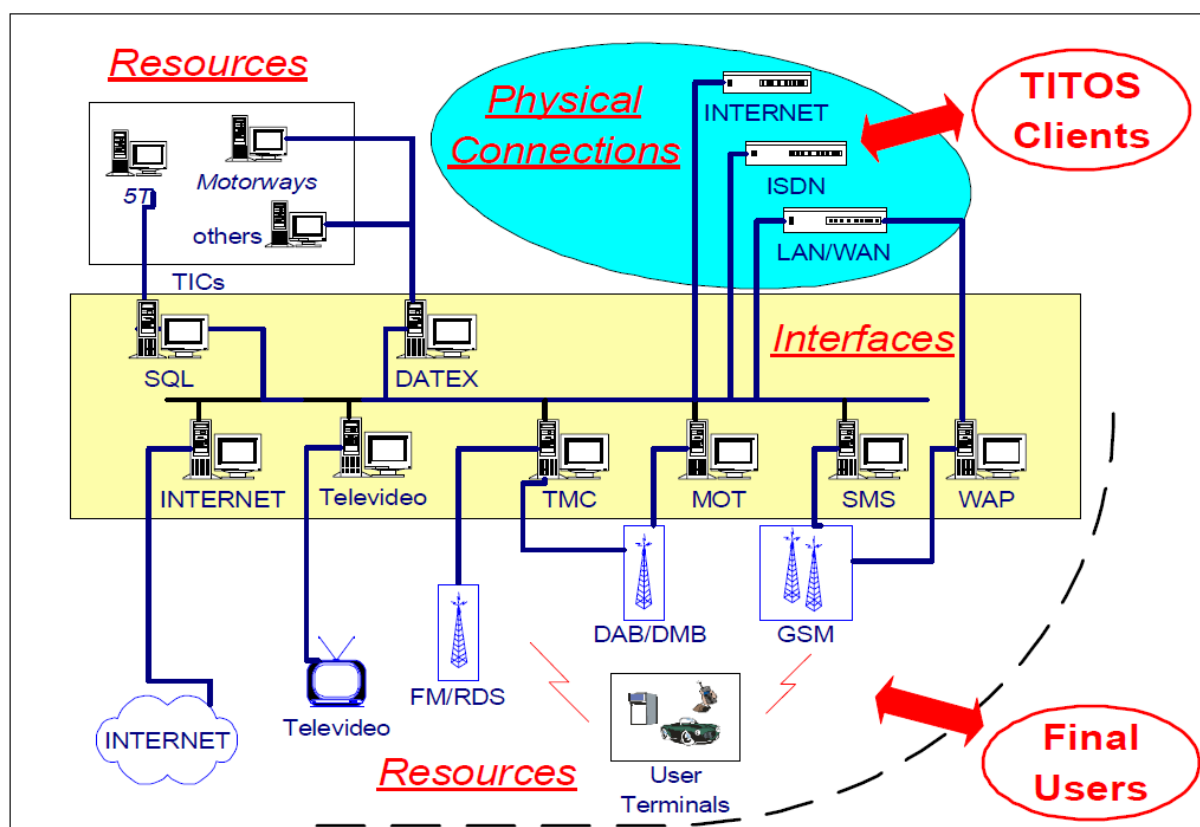 Resources
5T
Motorways
others
TICs
Physical
Connections
INTERNET
ISDN
LAN/WAN
TITOS
Clients
Interfaces
SQL
DATEX
INTERNET
Televideo
TMC
MOT
SMS
WAP
DAB/DMB
GSM
FM/RDS
INTERNET
Televideo
Resources
User
Terminals
Final
Users